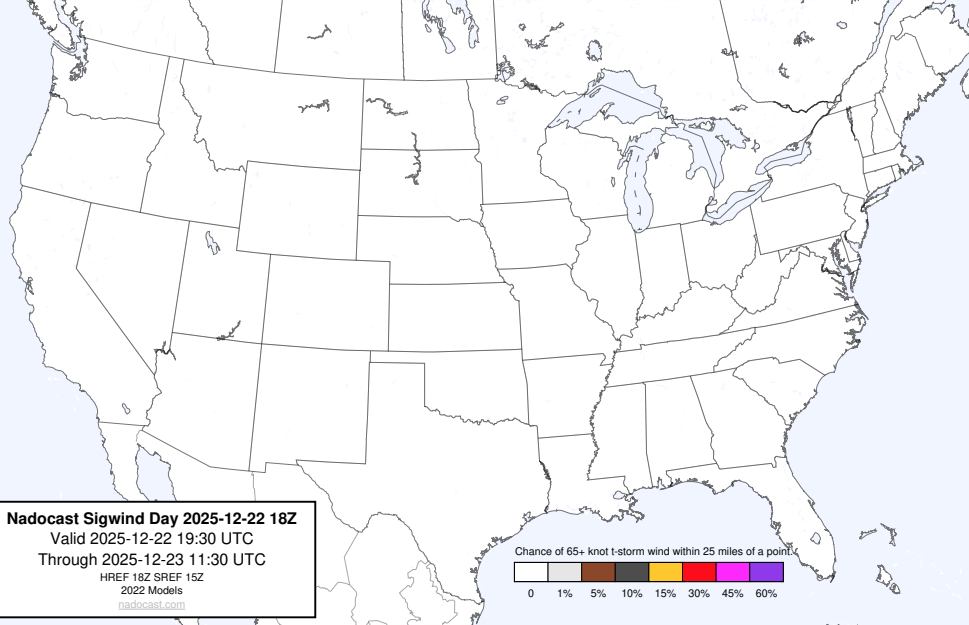 Nadocast Sigwind Day 2025-12-22 18Z
Valid 2025-12-22 19:30 UTC
Through 2025-12-23 11:30 UTC
HREF 18Z SREF 15Z
2022 Models
nadocast.com
Chance of 65+ knot t-storm wind within 25 miles of a point.
0 1% 5% 10% 15% 30% 45% 60%